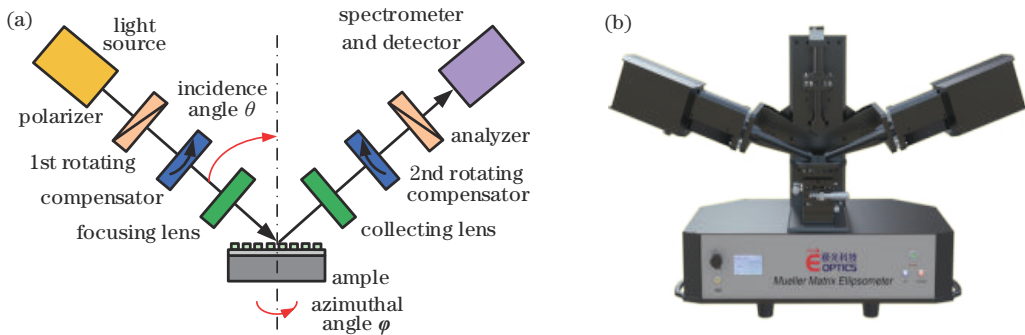 (a)
light
source
polarizer
1st rotating
compensator
focusing lens
incidence
angle θ
spectrometer
and detector
analyzer
2nd rotating
compensator
collecting lens
ample
azimuthal
angle φ
(b)
E OPTICS
Mueller Matrix Ellipsometer